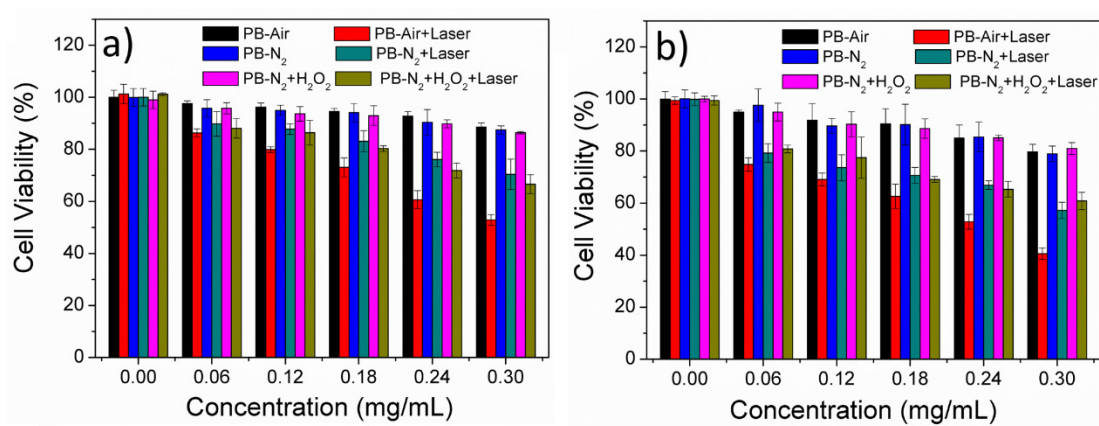 a)
PB-Air PB-Air+Laser
PB-N2 PB-N2+Laser
PB-N2+H2O2 PB-N2+H2O2+Laser
Cell Viability (%)
120
100
80
60
40
20
0
0.00 0.06 0.12 0.18 0.24 0.30
Concentration (mg/mL)
b)
PB-Air PB-Air+Laser
PB-N2 PB-N2+Laser
PB-N2+H2O2 PB-N2+H2O2+Laser
Cell Viability (%)
120
100
80
60
40
20
0
0.00 0.06 0.12 0.18 0.24 0.30
Concentration (mg/mL)